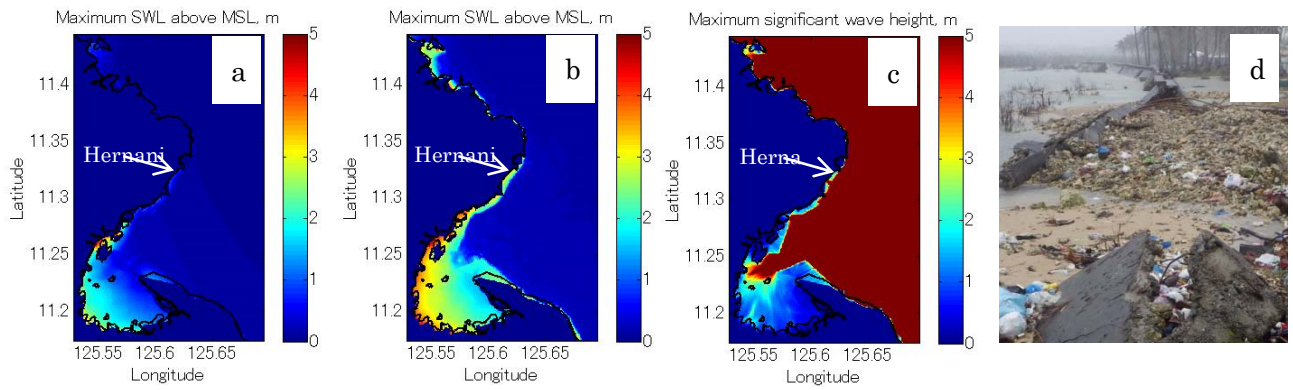 Maximum SWL above MSL, m
a
Hernani
11.4
11.35
11.3
11.25
11.2
125.55 125.6 125.65
Latitude
Longitude
5
4
3
2
1
0
Maximum SWL above MSL, m
b
Hernani
11.4
11.35
11.3
11.25
11.2
125.55 125.6 125.65
Latitude
Longitude
5
4
3
2
1
0
Maximum significant wave height, m
c
Herna
11.4
11.35
11.3
11.25
11.2
125.55 125.6 125.65
Latitude
Longitude
5
4
3
2
1
0
d